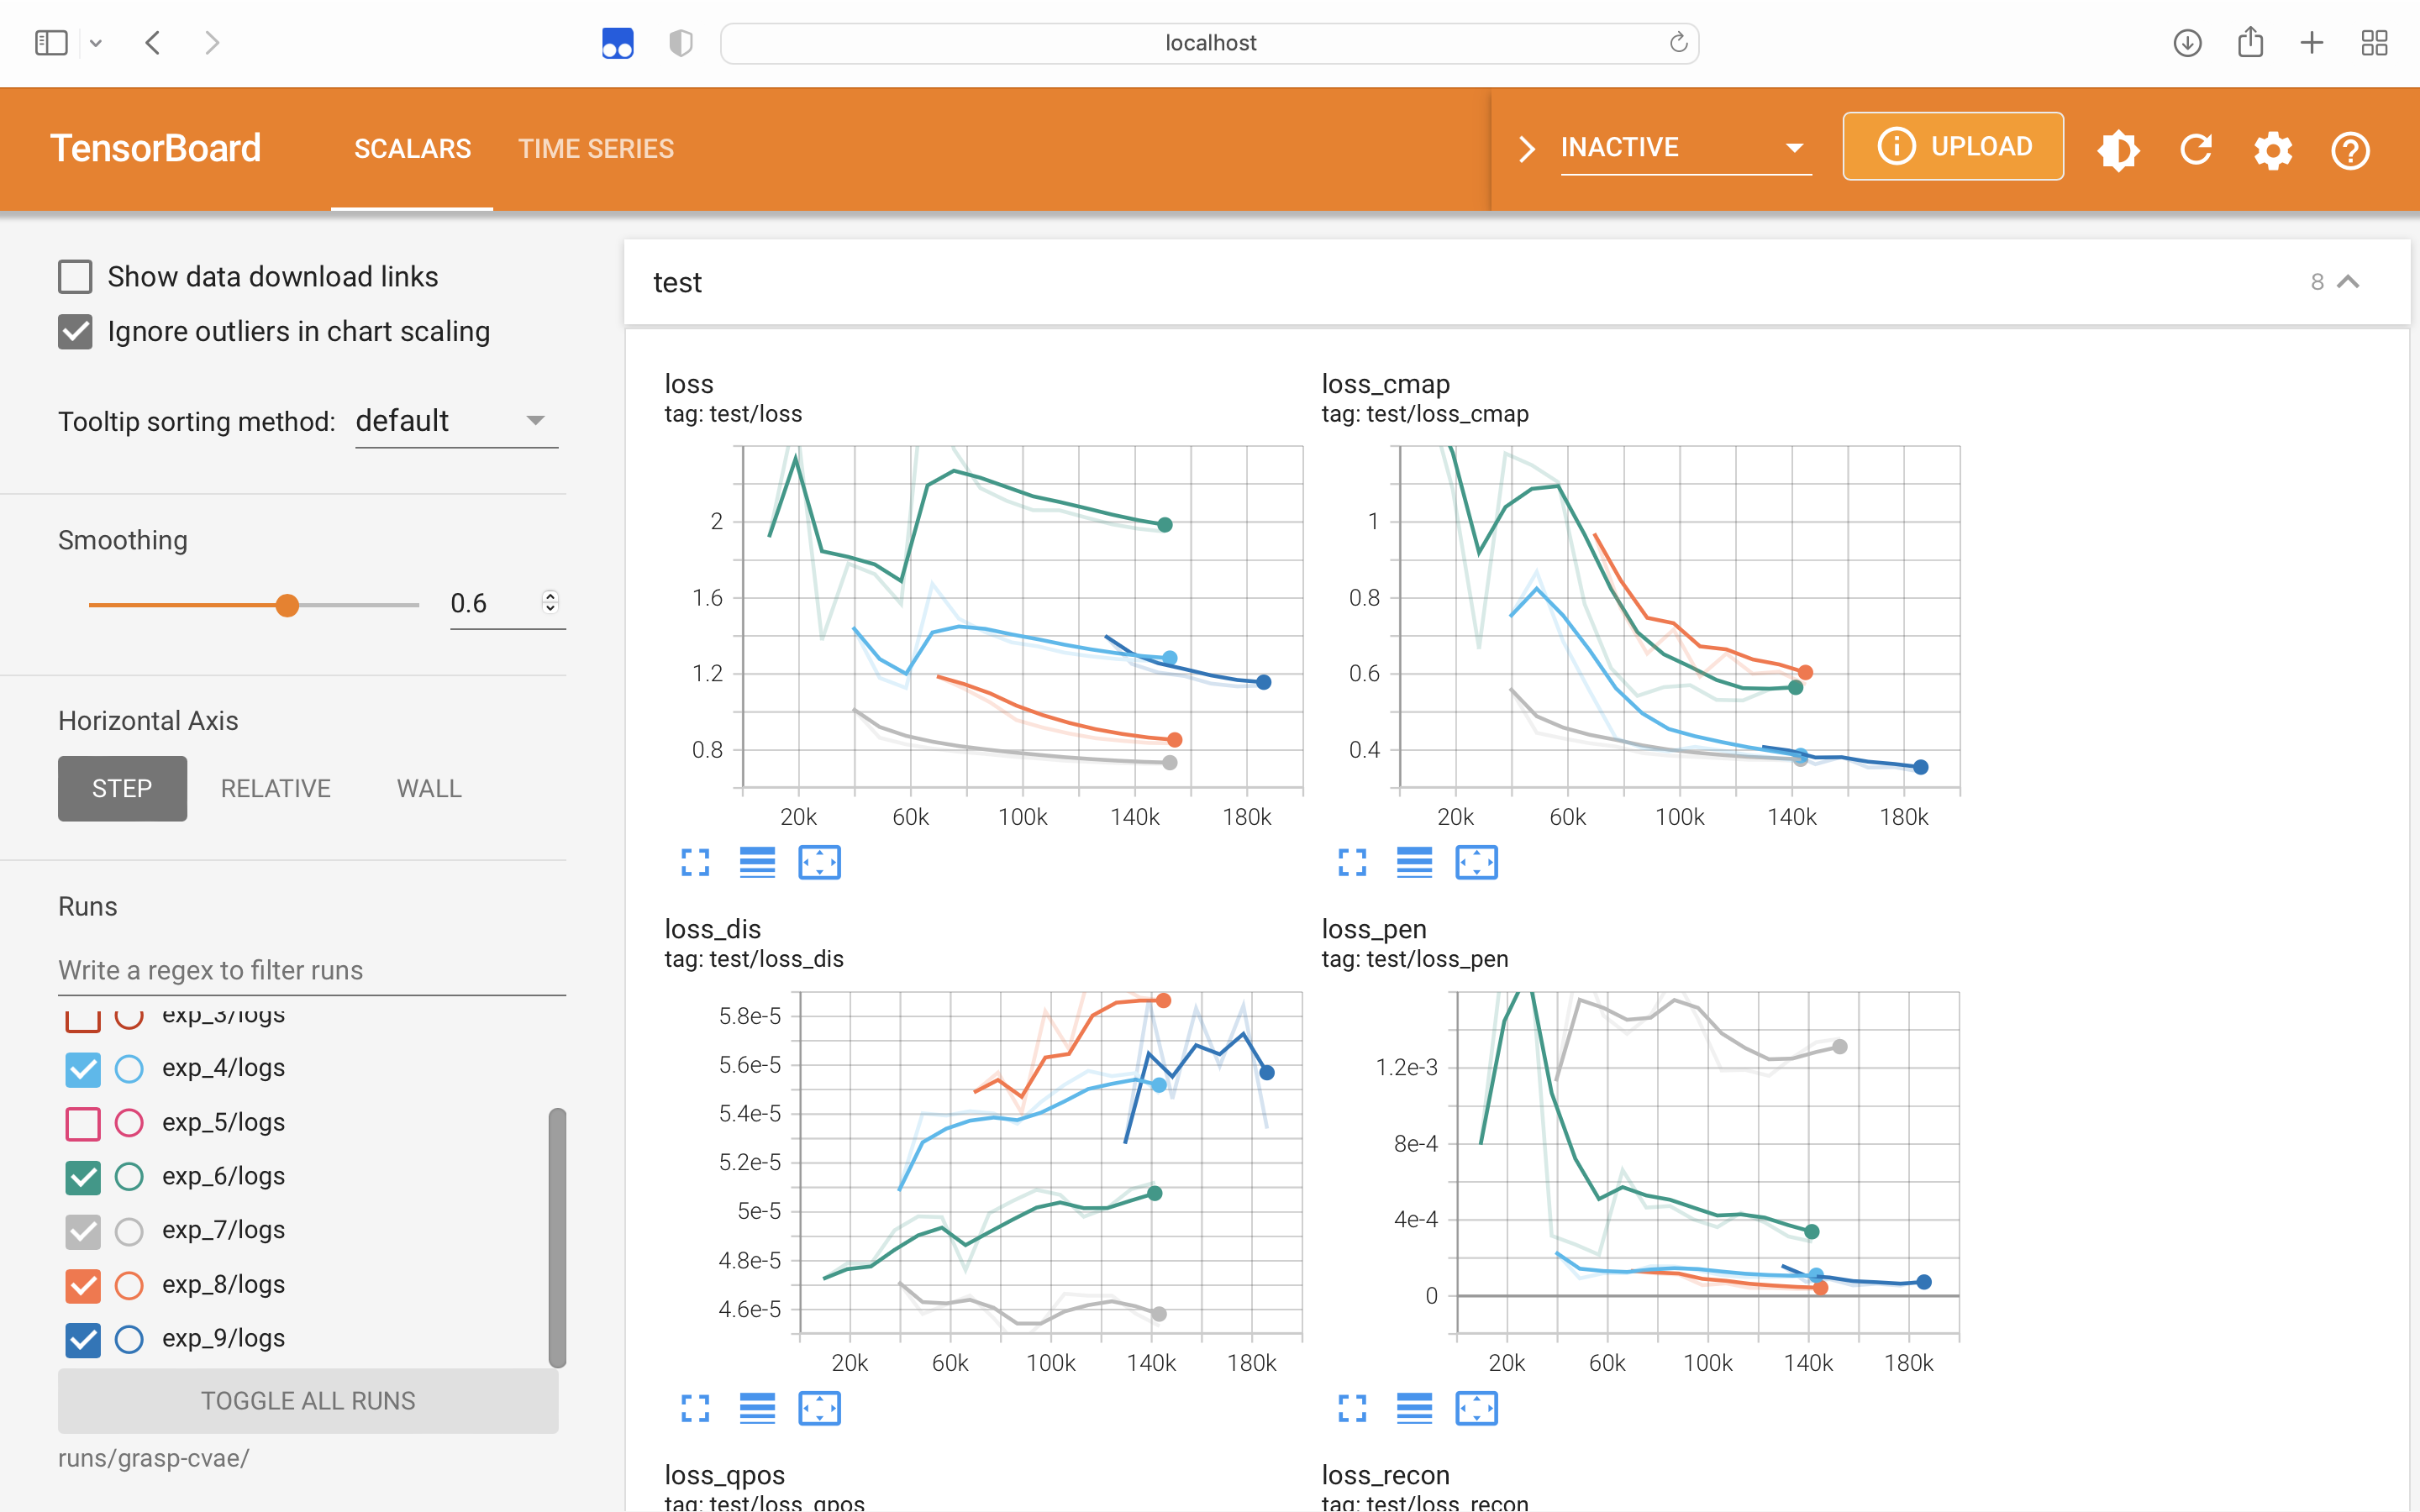 localhost
TensorBoard
SCALARS
TIME SERIES
INACTIVE
UPLOAD
Show data download links
Ignore outliers in chart scaling
Tooltip sorting method: default
Smoothing
0.6
Horizontal Axis
STEP
RELATIVE
WALL
Runs
Write a regex to filter runs
exp_3/logs
exp_4/logs
exp_5/logs
exp_6/logs
exp_7/logs
exp_8/logs
exp_9/logs
TOGGLE ALL RUNS
runs/grasp-cvae/
test
8
loss
tag: test/loss
2
1.6
1.2
0.8
20k 60k 100k 140k 180k
loss_cmap
tag: test/loss_cmap
1
0.8
0.6
0.4
20k 60k 100k 140k 180k
loss_dis
tag: test/loss_dis
5.8e-5
5.6e-5
5.4e-5
5.2e-5
5e-5
4.8e-5
4.6e-5
20k 60k 100k 140k 180k
loss_pen
tag: test/loss_pen
1.2e-3
8e-4
4e-4
0
20k 60k 100k 140k 180k
loss_qpos
tag: test/loss_qpos
loss_recon
tag: test/loss_recon